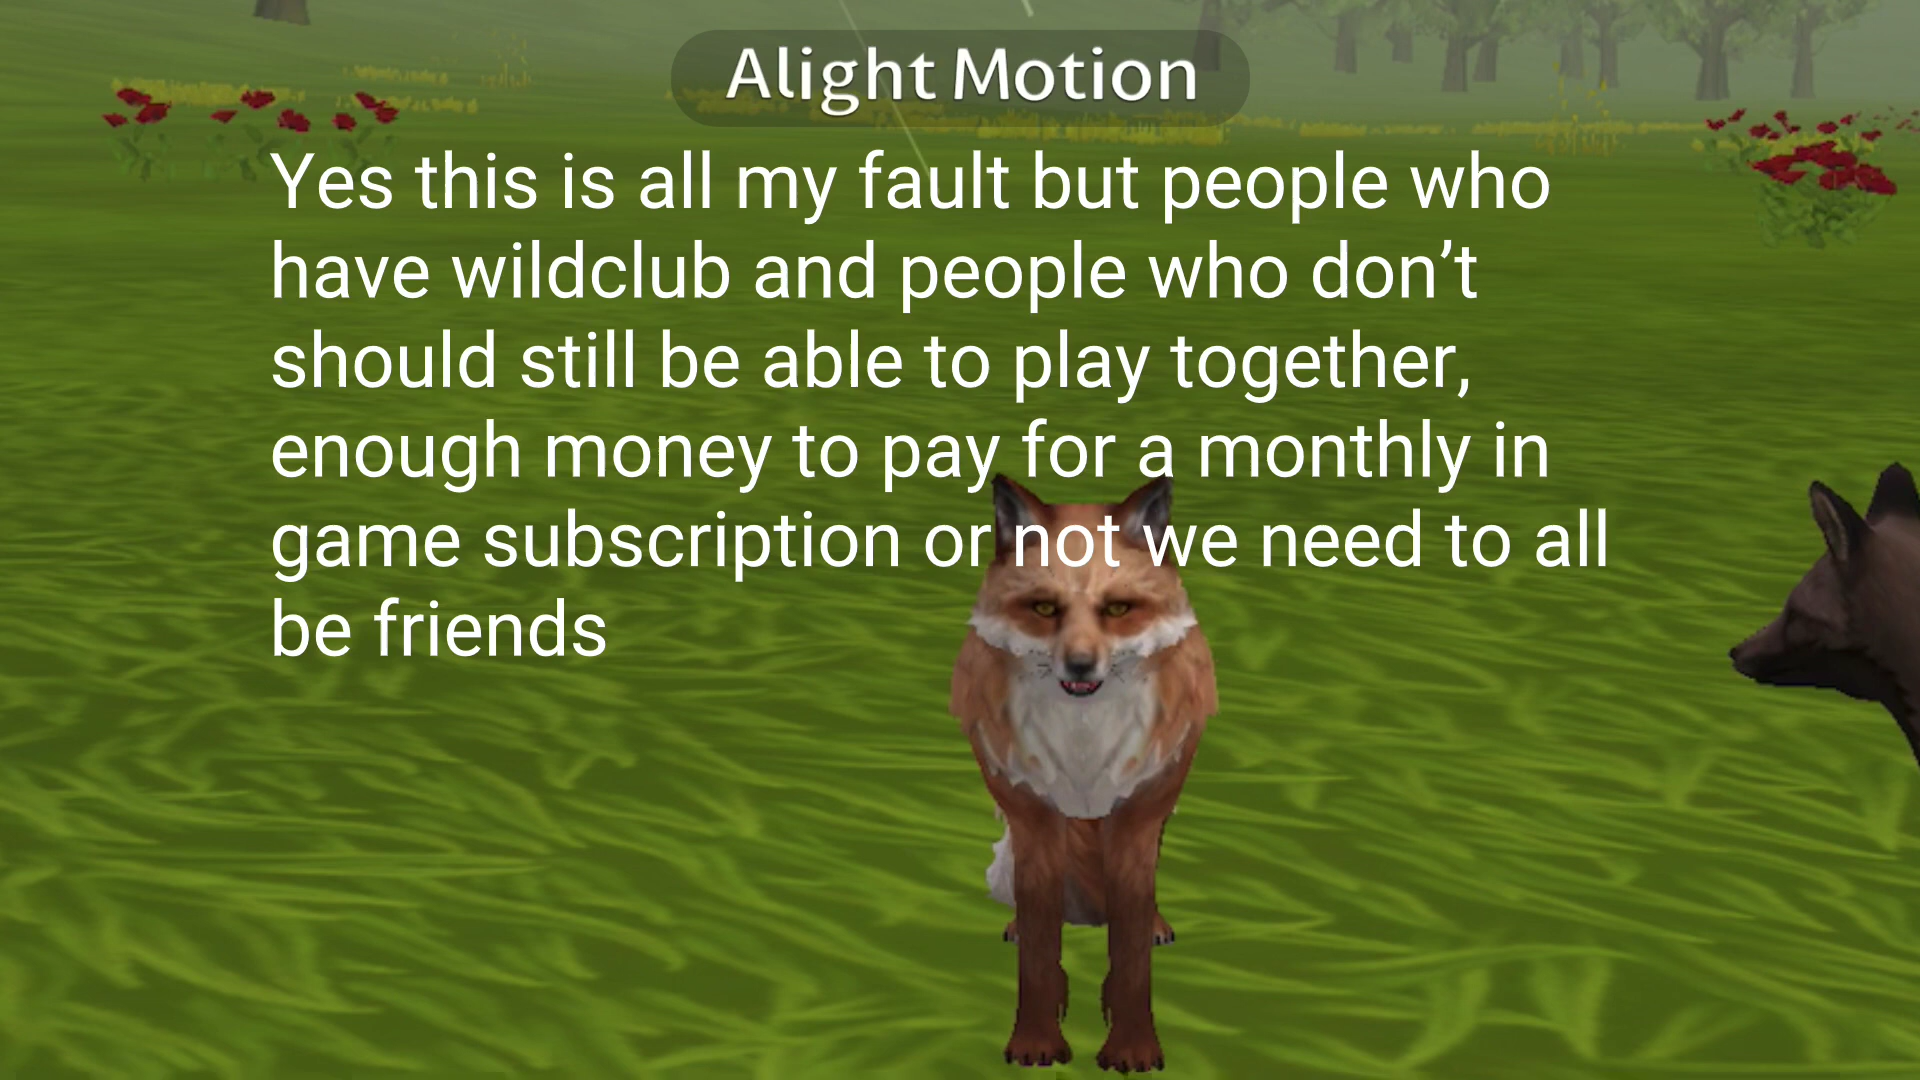 Alight Motion
Yes this is all my fault but people who
have wildclub and people who don’t
should still be able to play together,
enough money to pay for a monthly in
game subscription or not we need to all
be friends